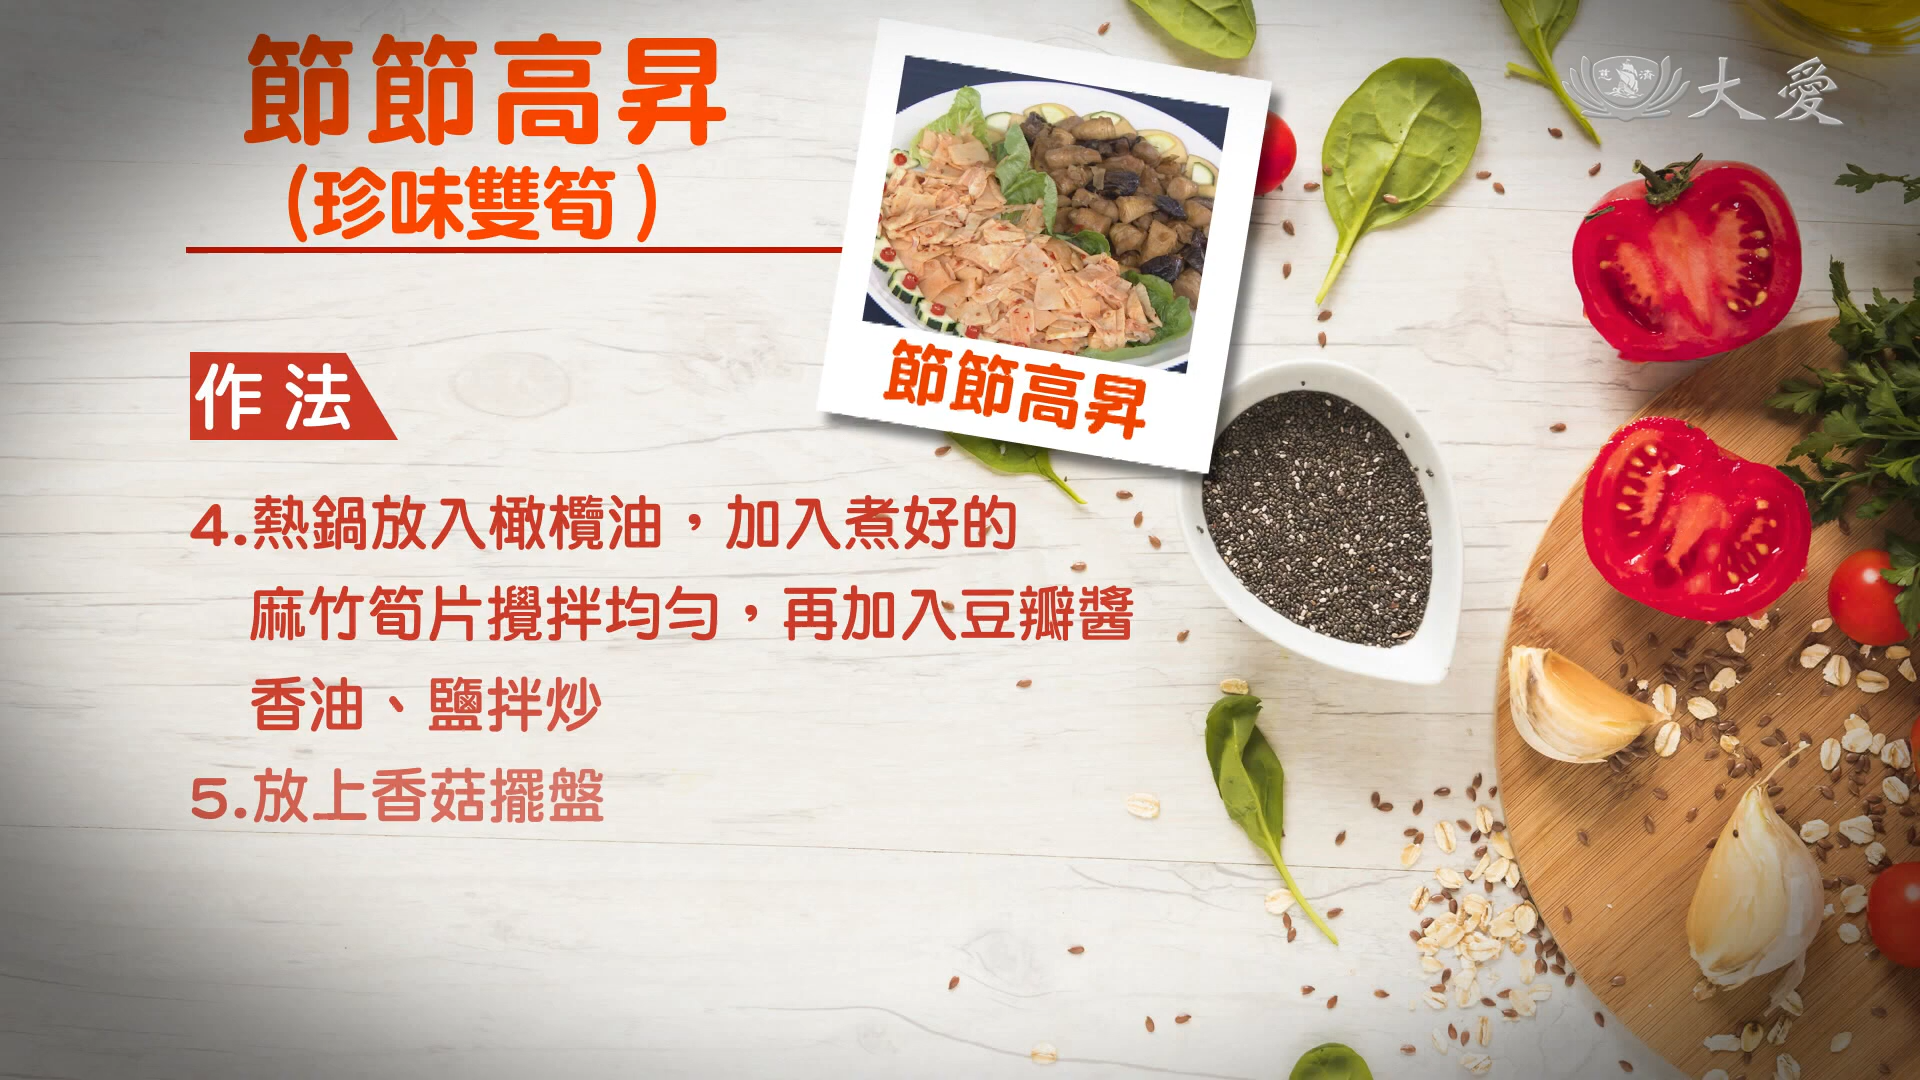 節節高昇
(珍味雙筍)
大愛
慈濟
節節高昇
作法
4.熱鍋放入橄欖油，加入煮好的
麻竹筍片攪拌均勻，再加入豆瓣醬
香油、鹽拌炒
5.放上香菇擺盤